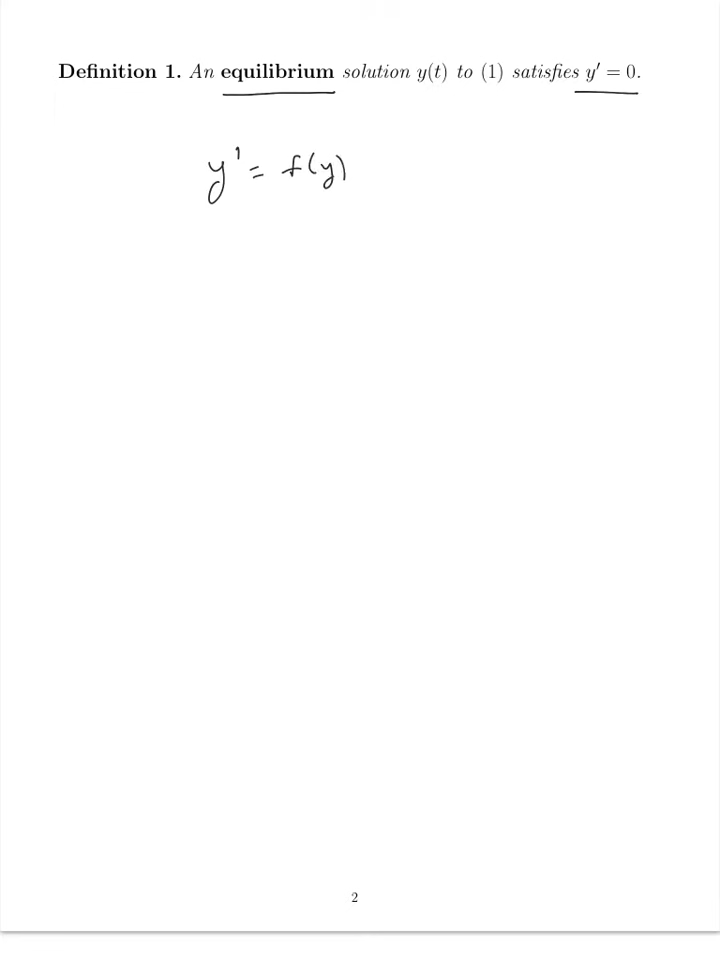 Definition 1. An equilibrium solution y(t) to (1) satisfies y′ = 0.
y' = f(y)
2